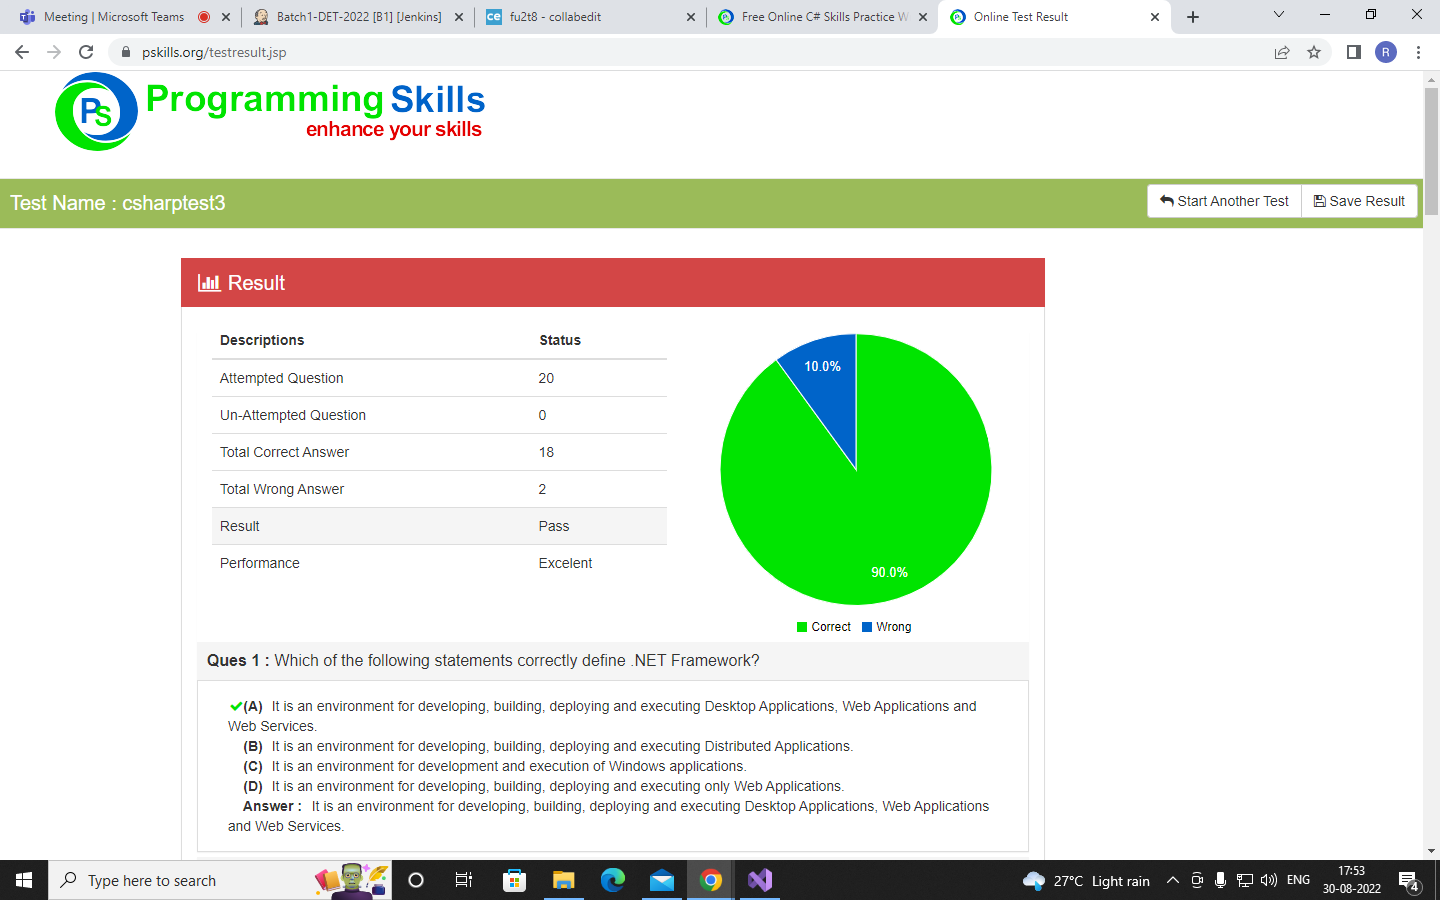 Meeting | Microsoft Teams
Batch1-DET-2022 [B1] [Jenkins]
ce fu2t8 - collabedit
Free Online C# Skills Practice W
Online Test Result
pskills.org/testresult.jsp
R
PS Programming Skills
enhance your skills
Test Name : csharptest3
Start Another Test
Save Result
Result
Descriptions Status
Attempted Question 20
Un-Attempted Question 0
Total Correct Answer 18
Total Wrong Answer 2
Result Pass
Performance Excelent
10.0%
90.0%
Correct Wrong
Ques 1 : Which of the following statements correctly define .NET Framework?
(A) It is an environment for developing, building, deploying and executing Desktop Applications, Web Applications and
Web Services.
(B) It is an environment for developing, building, deploying and executing Distributed Applications.
(C) It is an environment for development and execution of Windows applications.
(D) It is an environment for developing, building, deploying and executing only Web Applications.
Answer : It is an environment for developing, building, deploying and executing Desktop Applications, Web Applications
and Web Services.
Type here to search
27°C Light rain
ENG
17:53
30-08-2022
4